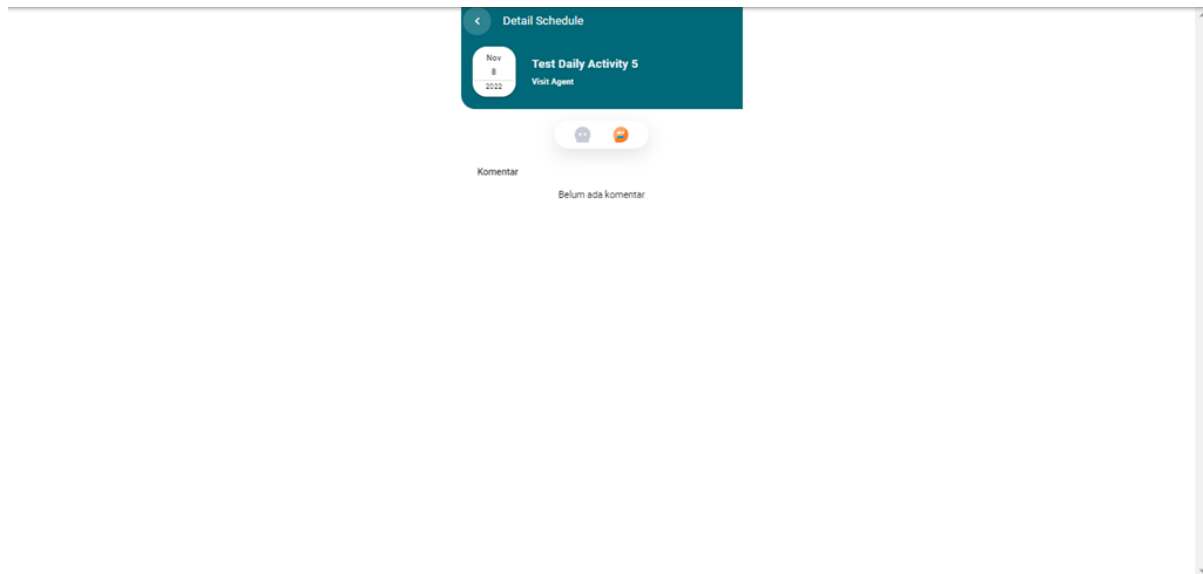 Detail Schedule
Nov
8
2022
Test Daily Activity 5
Visit Agent
Komentar
Belum ada komentar